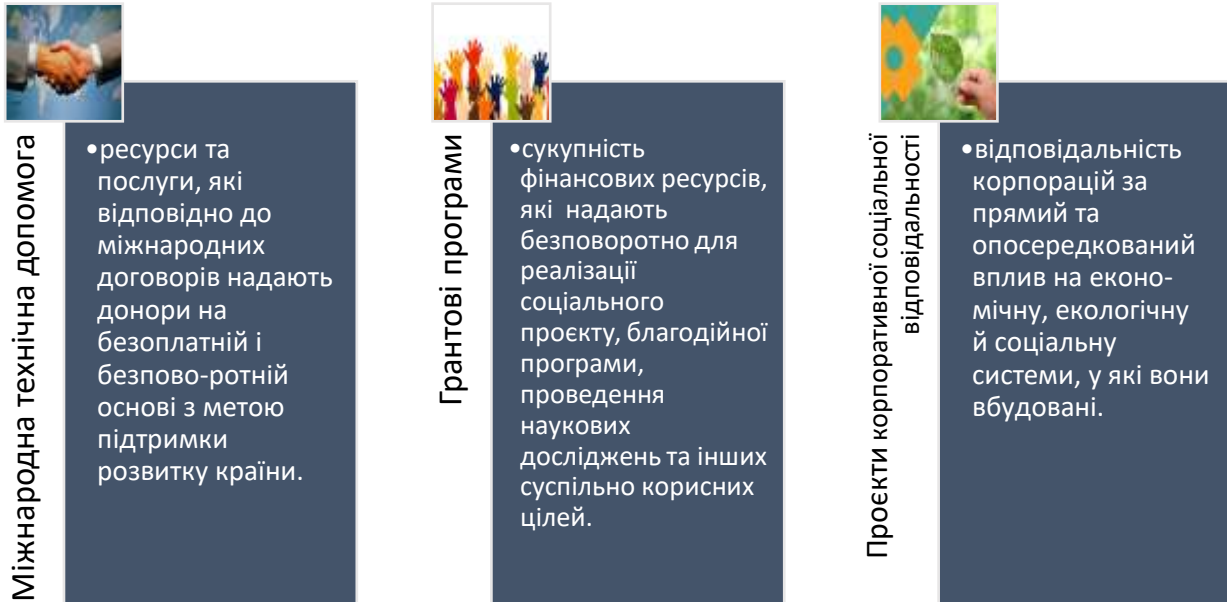 Міжнародна технічна допомога
•ресурси та
послуги, які
відповідно до
міжнародних
договорів надають
донори на
безоплатній і
безпово-ротній
основі з метою
підтримки
розвитку країни.
Грантові програми
•сукупність
фінансових ресурсів,
які надають
безповоротно для
реалізації
соціального
проєкту, благодійної
програми,
проведення
наукових
досліджень та інших
суспільно корисних
цілей.
Проєкти корпоративної соціальної
відповідальності
•відповідальність
корпорацій за
прямий та
опосередкований
вплив на еконо-
мічну, екологічну
й соціальну
системи, у які вони
вбудовані.